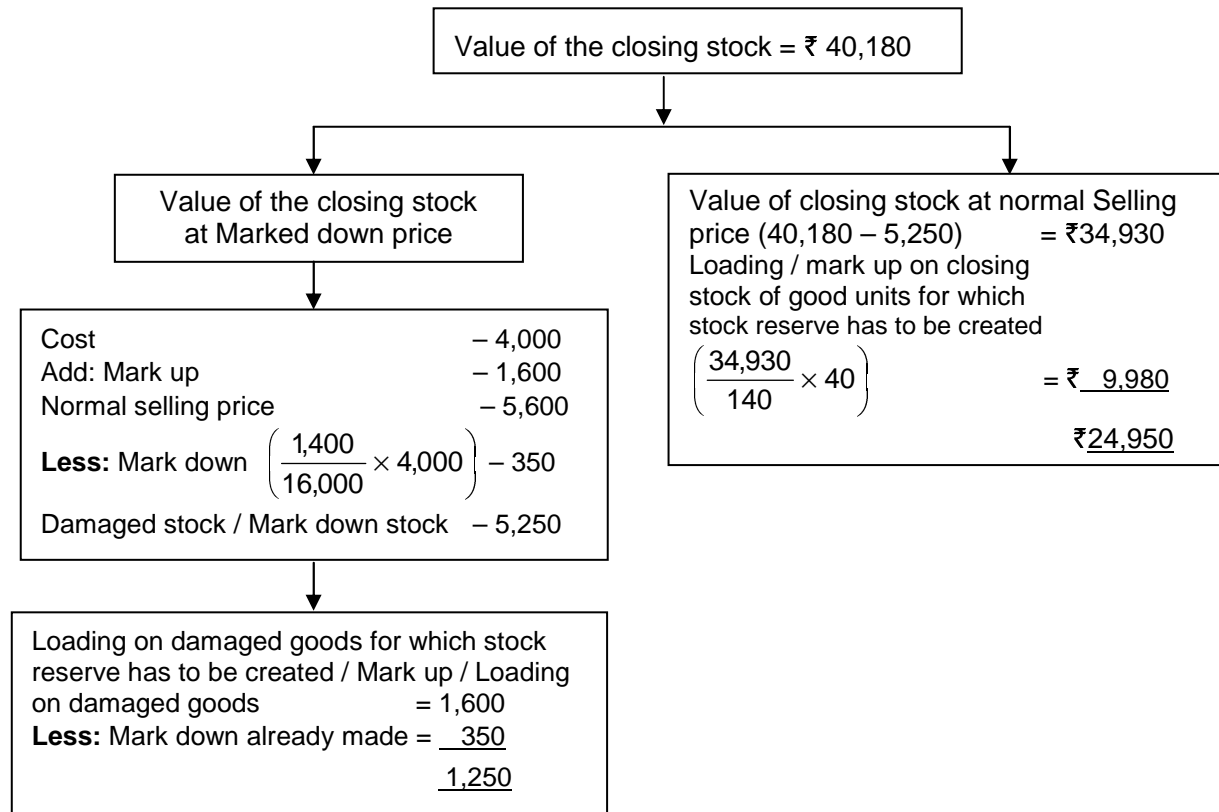 Value of the closing stock = ₹ 40,180
Value of the closing stock
at Marked down price
Cost – 4,000
Add: Mark up – 1,600
Normal selling price – 5,600
Less: Mark down (1,400/16,000 × 4,000) – 350
Damaged stock / Mark down stock – 5,250
Loading on damaged goods for which stock
reserve has to be created / Mark up / Loading
on damaged goods = 1,600
Less: Mark down already made = 350
1,250
Value of closing stock at normal Selling
price (40,180 – 5,250) = ₹34,930
Loading / mark up on closing
stock of good units for which
stock reserve has to be created
(34,930/140 × 40) = ₹ 9,980
₹24,950